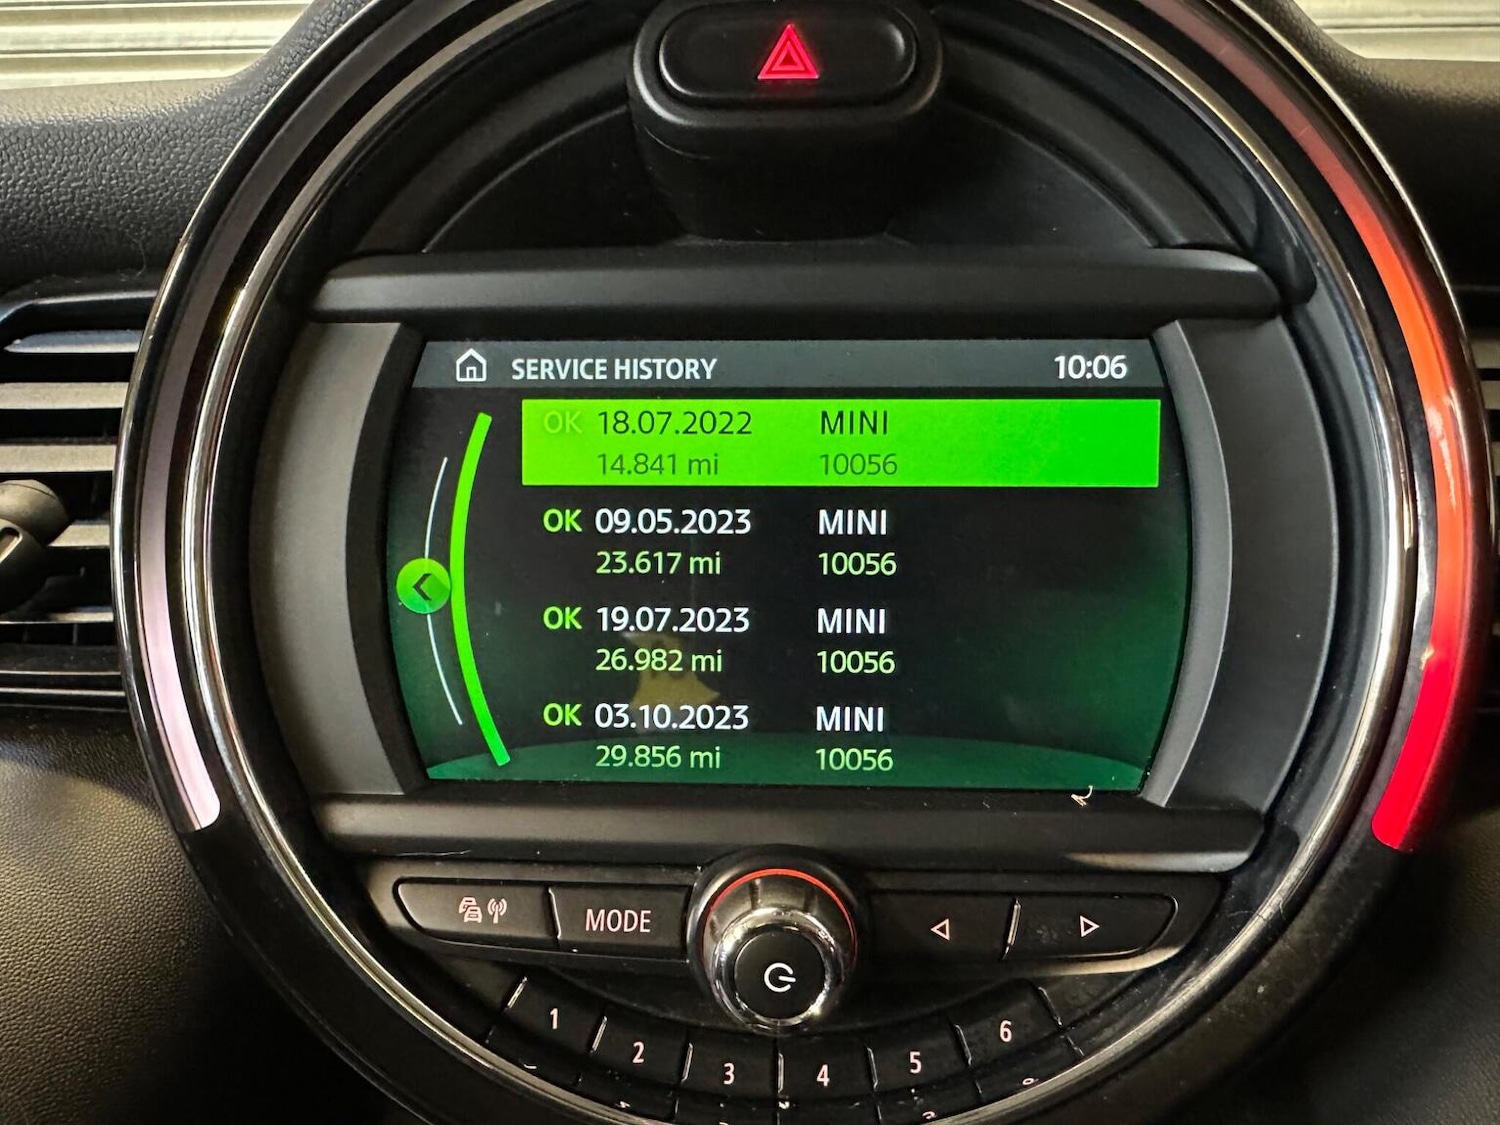 SERVICE HISTORY 10:06
OK 18.07.2022 MINI
14.841 mi 10056
OK 09.05.2023 MINI
23.617 mi 10056
OK 19.07.2023 MINI
26.982 mi 10056
OK 03.10.2023 MINI
29.856 mi 10056
MODE
1 2 3 4 5 6